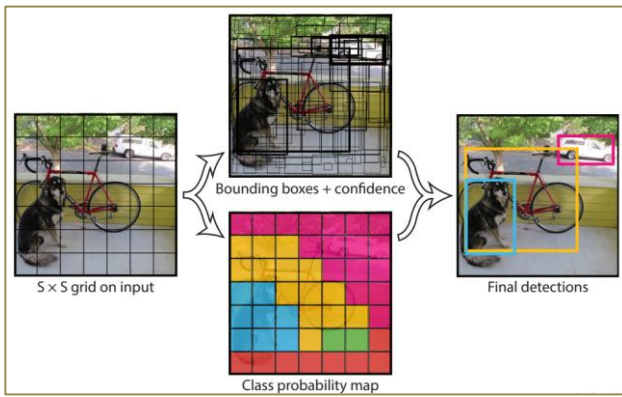 Bounding boxes + confidence
S × S grid on input
Final detections
Class probability map